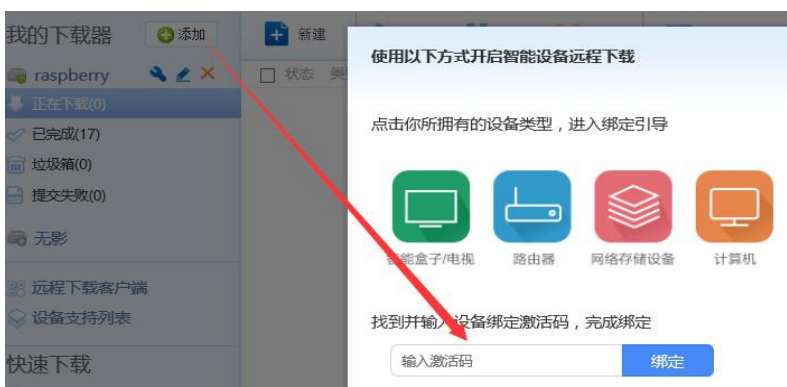 我的下载器 添加
raspberry
正在下载(0)
已完成(17)
垃圾箱(0)
提交失败(0)
无影
远程下载客户端
设备支持列表
快速下载
新建
状态 类
使用以下方式开启智能设备远程下载
点击你所拥有的设备类型，进入绑定引导
智能盒子/电视 路由器 网络存储设备 计算机
找到并输入设备绑定激活码，完成绑定
输入激活码 绑定